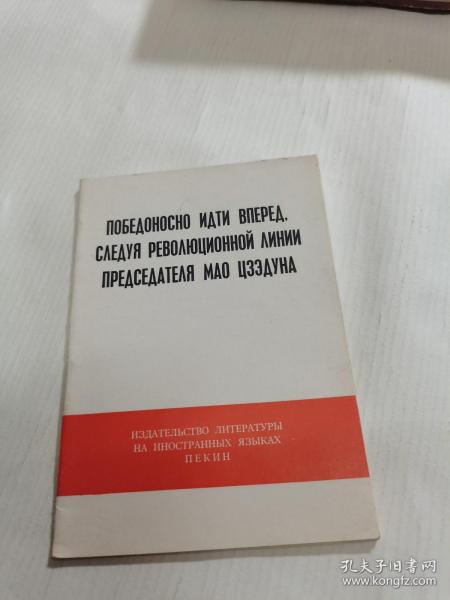 ПОБЕДОНОСНО ИДТИ ВПЕРЕД,
СЛЕДУЯ РЕВОЛЮЦИОННОЙ ЛИНИИ
ПРЕДСЕДАТЕЛЯ МАО ЦЗЭДУНА
ИЗДАТЕЛЬСТВО ЛИТЕРАТУРЫ
НА ИНОСТРАННЫХ ЯЗЫКАХ
ПЕКИН
孔夫子旧书网
www.kongfz.com